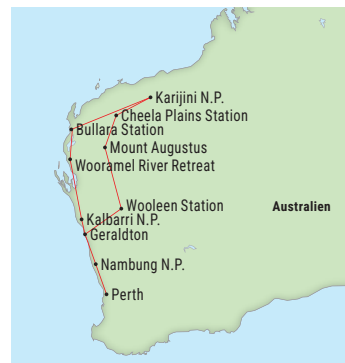 Karijini N.P.
Cheela Plains Station
Bullara Station
Mount Augustus
Wooramel River Retreat
Wooleen Station
Australien
Kalbarri N.P.
Geraldton
Nambung N.P.
Perth